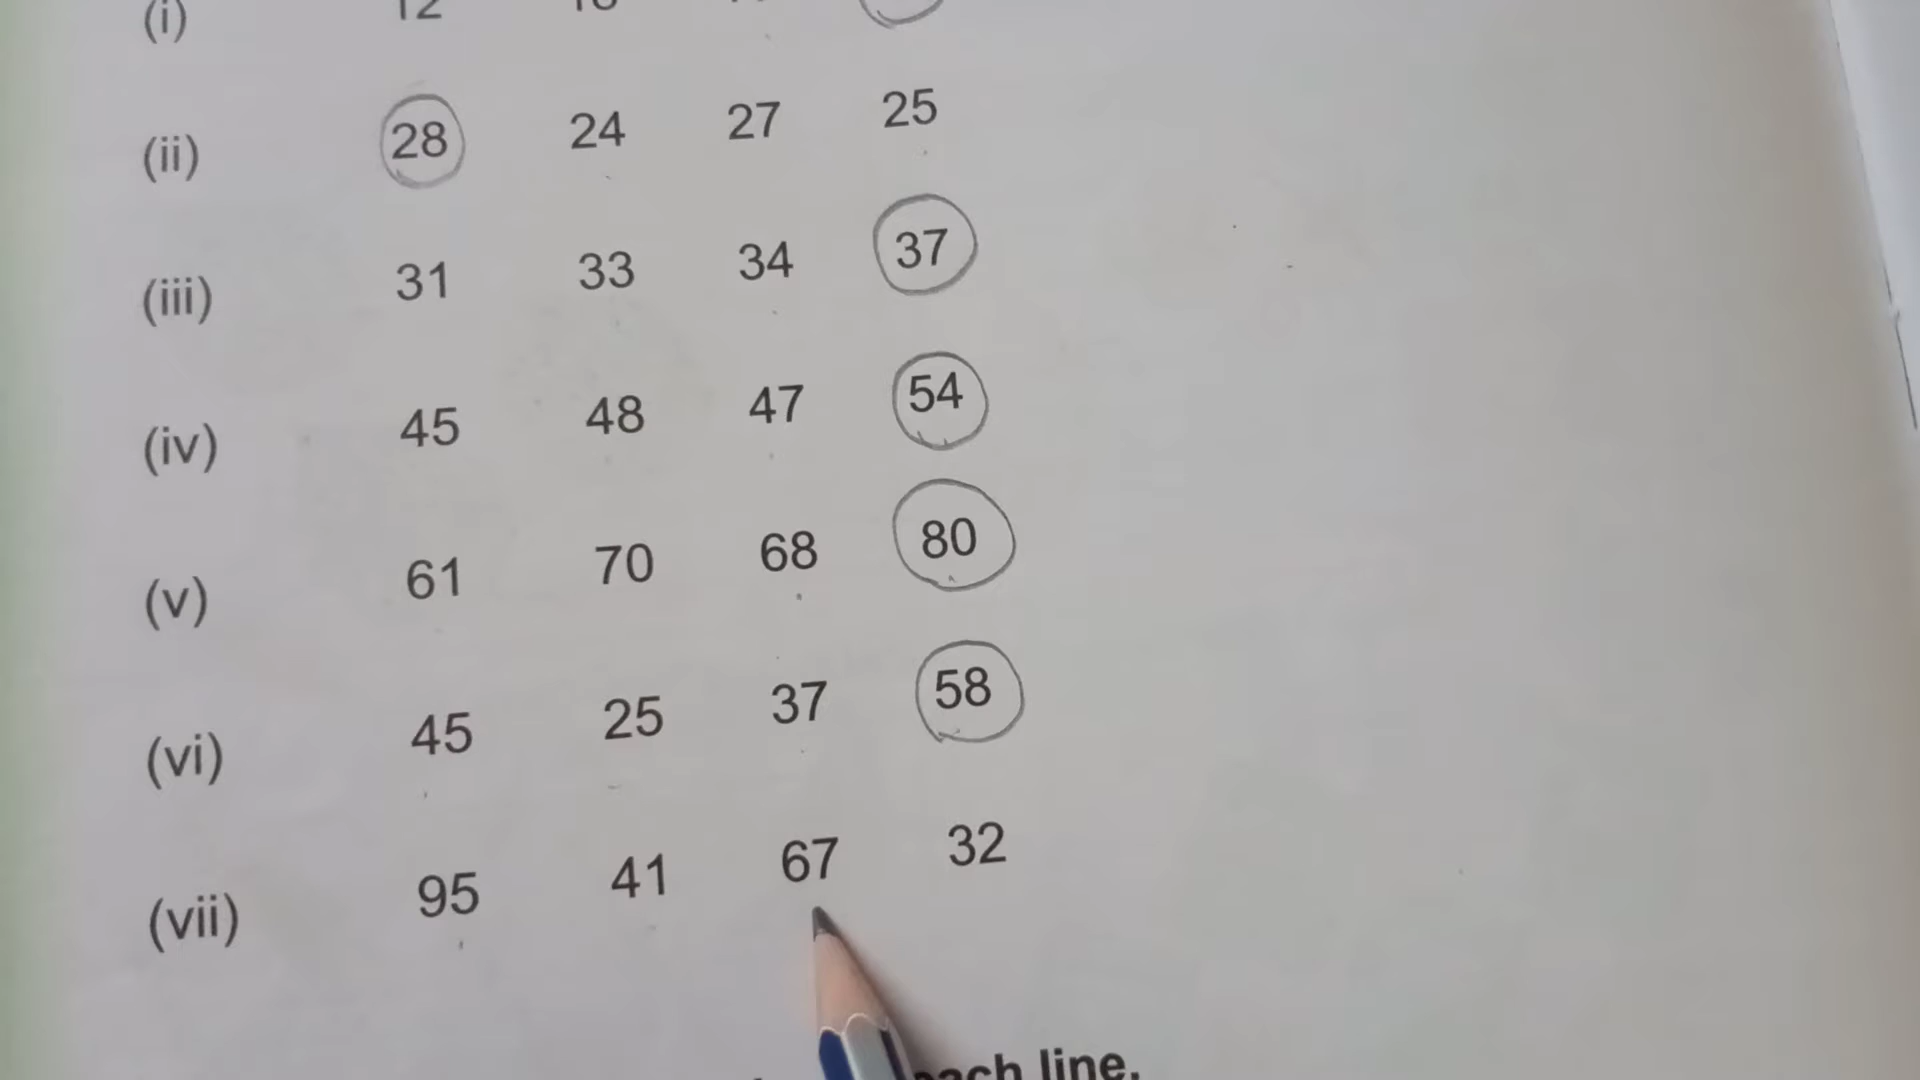 (i) 12
(ii) 28 24 27 25
(iii) 31 33 34 37
(iv) 45 48 47 54
(v) 61 70 68 80
(vi) 45 25 37 58
(vii) 95 41 67 32
line.